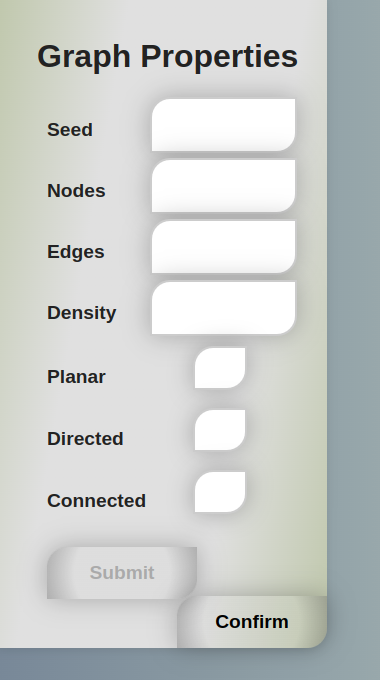 Graph Properties
Seed
Nodes
Edges
Density
Planar
Directed
Connected
Submit
Confirm